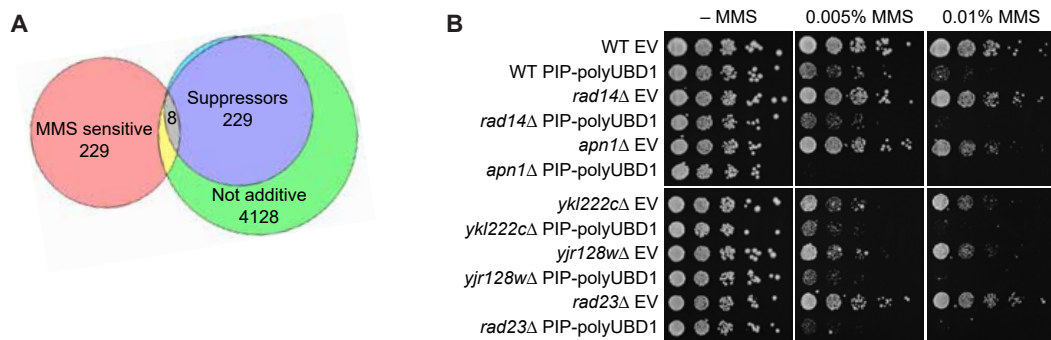 A
MMS sensitive
229
8
Suppressors
229
Not additive
4128
B
– MMS
0.005% MMS
0.01% MMS
WT EV
WT PIP-polyUBD1
rad14Δ EV
rad14Δ PIP-polyUBD1
apn1Δ EV
apn1Δ PIP-polyUBD1
ykl222cΔ EV
ykl222cΔ PIP-polyUBD1
yjr128wΔ EV
yjr128wΔ PIP-polyUBD1
rad23Δ EV
rad23Δ PIP-polyUBD1